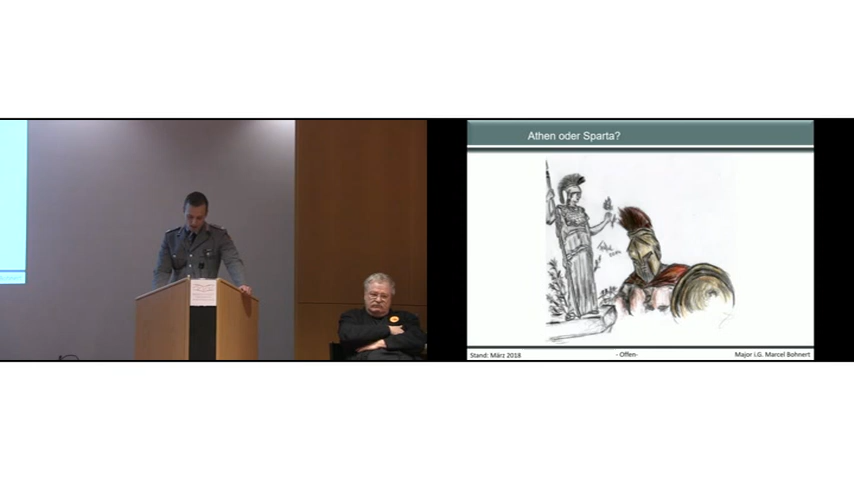 Athen oder Sparta?
Stand: März 2018
- Offen-
Major i.G. Marcel Bohnert